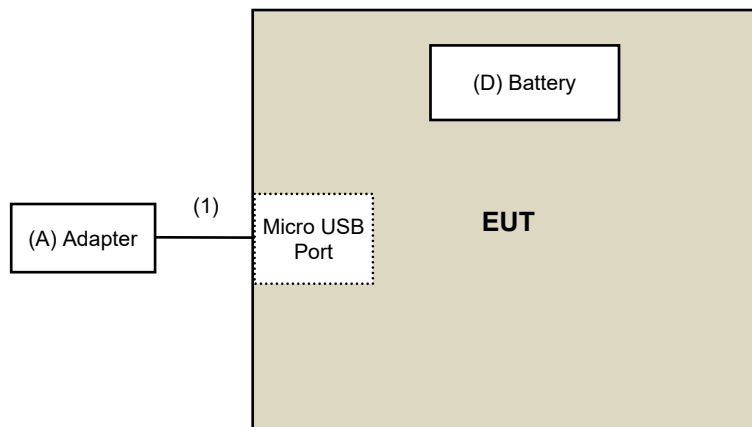 (D) Battery
(1)
(A) Adapter
Micro USB
Port
EUT